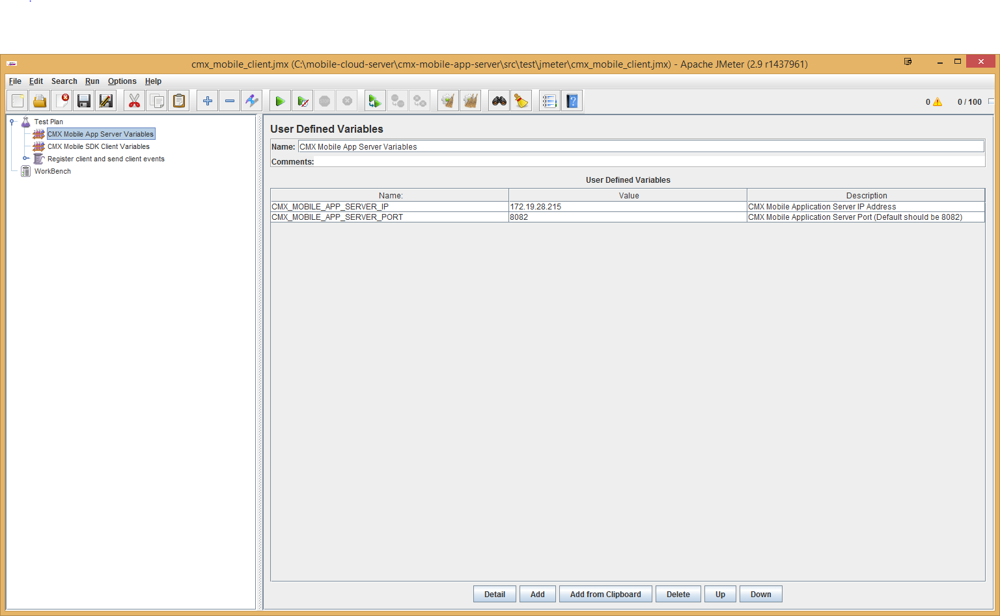 cmx_mobile_client.jmx (C:\mobile-cloud-server\cmx-mobile-app-server\src\test\jmeter\cmx_mobile_client.jmx) - Apache JMeter (2.9 r1437961)
File Edit Search Run Options Help
0 0 / 100
Test Plan
CMX Mobile App Server Variables
CMX Mobile SDK Client Variables
Register client and send client events
WorkBench
User Defined Variables
Name: CMX Mobile App Server Variables
Comments:
User Defined Variables
Name: Value Description
CMX_MOBILE_APP_SERVER_IP 172.19.28.215 CMX Mobile Application Server IP Address
CMX_MOBILE_APP_SERVER_PORT 8082 CMX Mobile Application Server Port (Default should be 8082)
Detail Add Add from Clipboard Delete Up Down